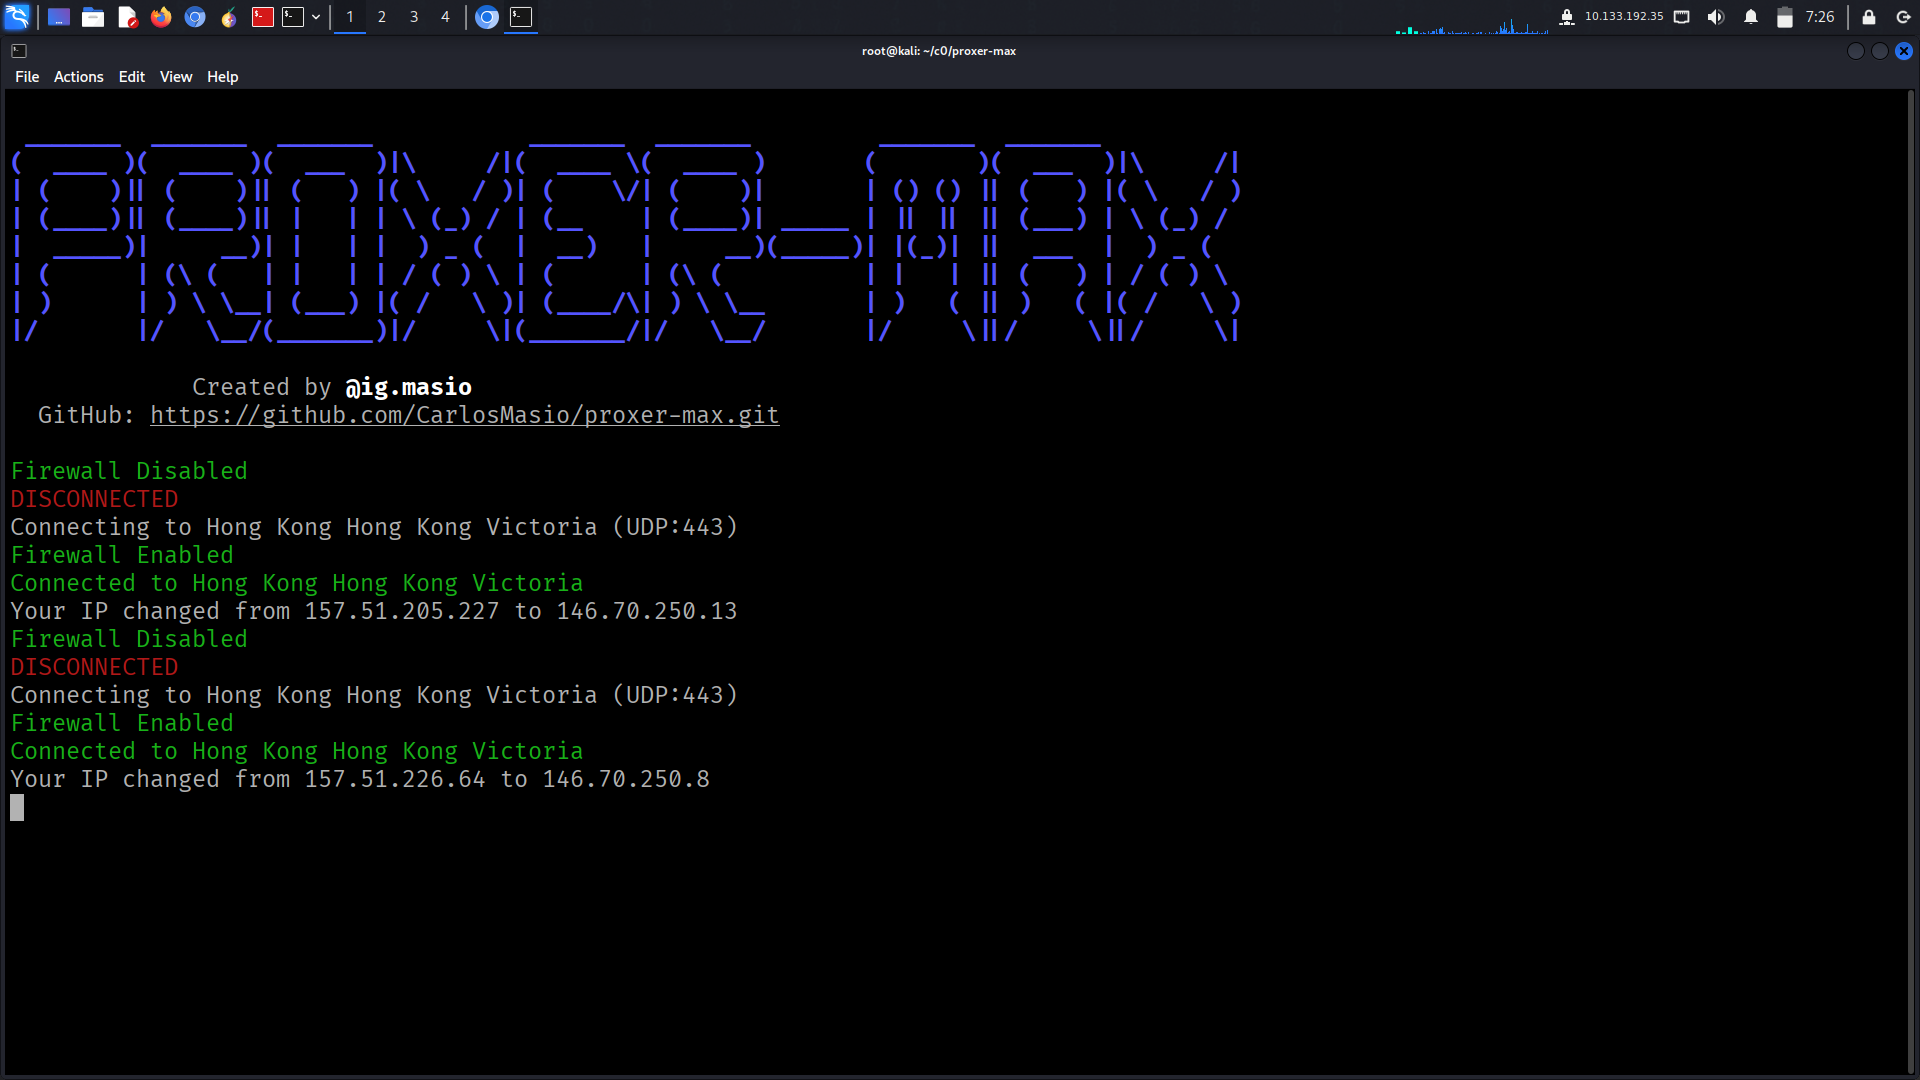 1 2 3 4
10.133.192.35
7:26
root@kali: ~/c0/proxer-max
File Actions Edit View Help
PROXER-MAX
Created by @ig.masio
GitHub: https://github.com/CarlosMasio/proxer-max.git
Firewall Disabled
DISCONNECTED
Connecting to Hong Kong Hong Kong Victoria (UDP:443)
Firewall Enabled
Connected to Hong Kong Hong Kong Victoria
Your IP changed from 157.51.205.227 to 146.70.250.13
Firewall Disabled
DISCONNECTED
Connecting to Hong Kong Hong Kong Victoria (UDP:443)
Firewall Enabled
Connected to Hong Kong Hong Kong Victoria
Your IP changed from 157.51.226.64 to 146.70.250.8